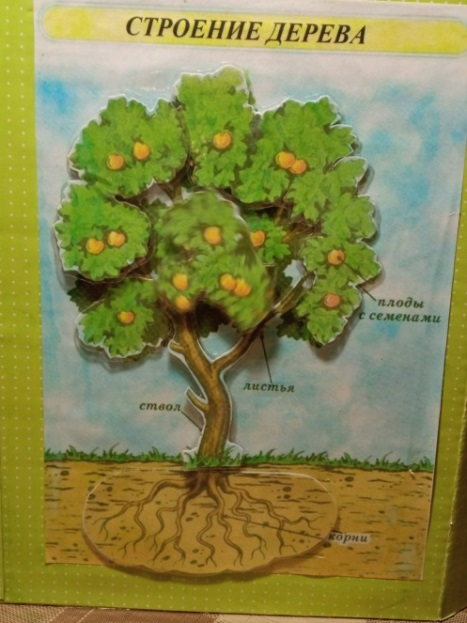 СТРОЕНИЕ ДЕРЕВА
плоды
с семенами
листья
ствол
корни